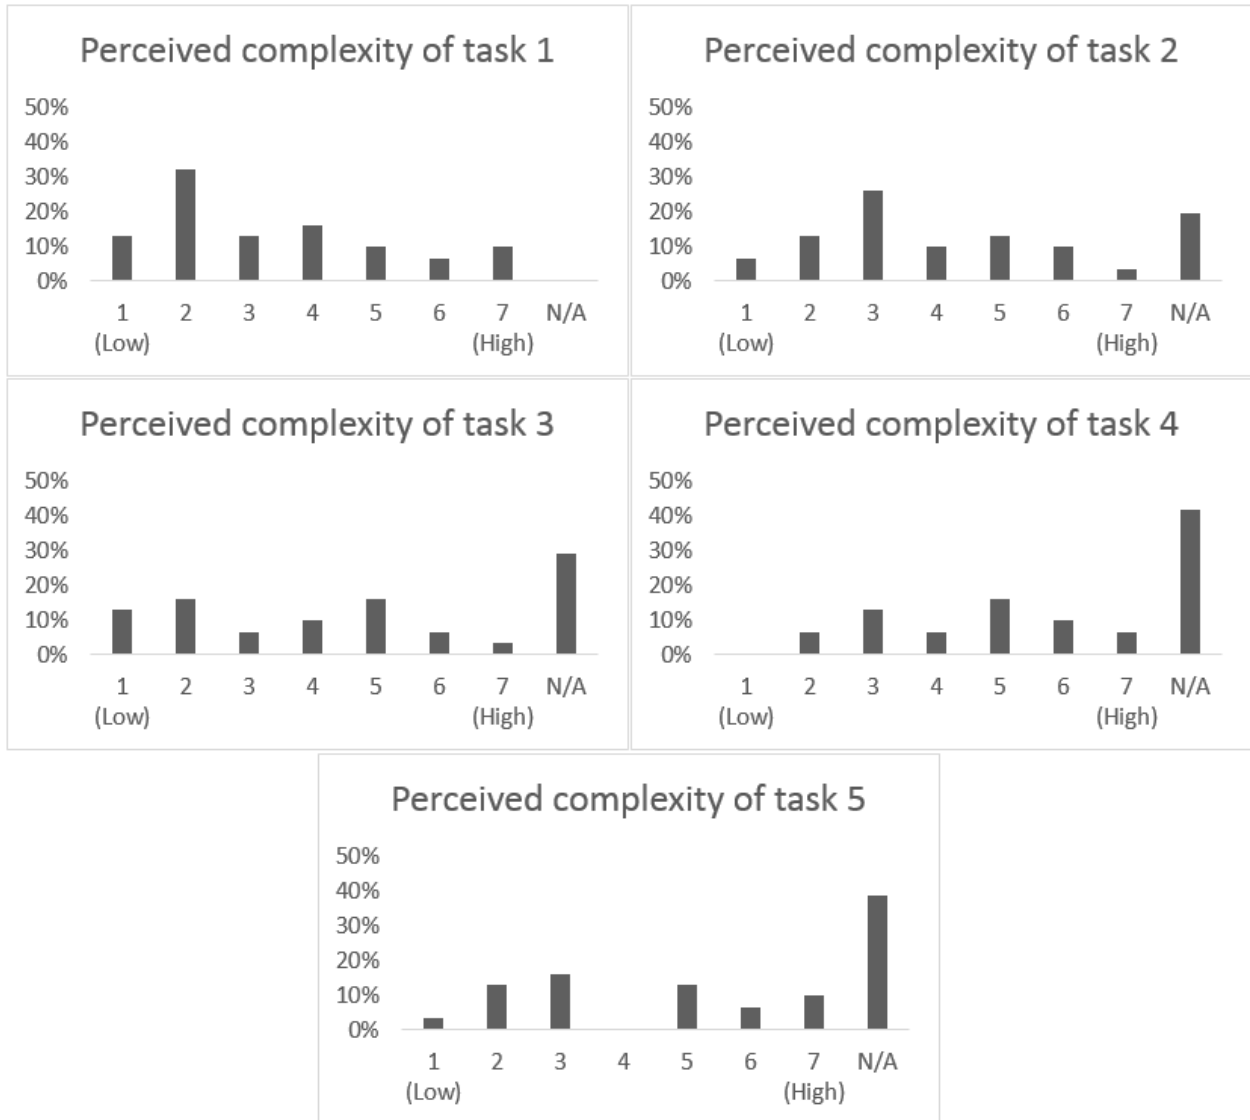 Perceived complexity of task 1
50%
40%
30%
20%
10%
0%
1 2 3 4 5 6 7 N/A
(Low) (High)
Perceived complexity of task 2
50%
40%
30%
20%
10%
0%
1 2 3 4 5 6 7 N/A
(Low) (High)
Perceived complexity of task 3
50%
40%
30%
20%
10%
0%
1 2 3 4 5 6 7 N/A
(Low) (High)
Perceived complexity of task 4
50%
40%
30%
20%
10%
0%
1 2 3 4 5 6 7 N/A
(Low) (High)
Perceived complexity of task 5
50%
40%
30%
20%
10%
0%
1 2 3 4 5 6 7 N/A
(Low) (High)